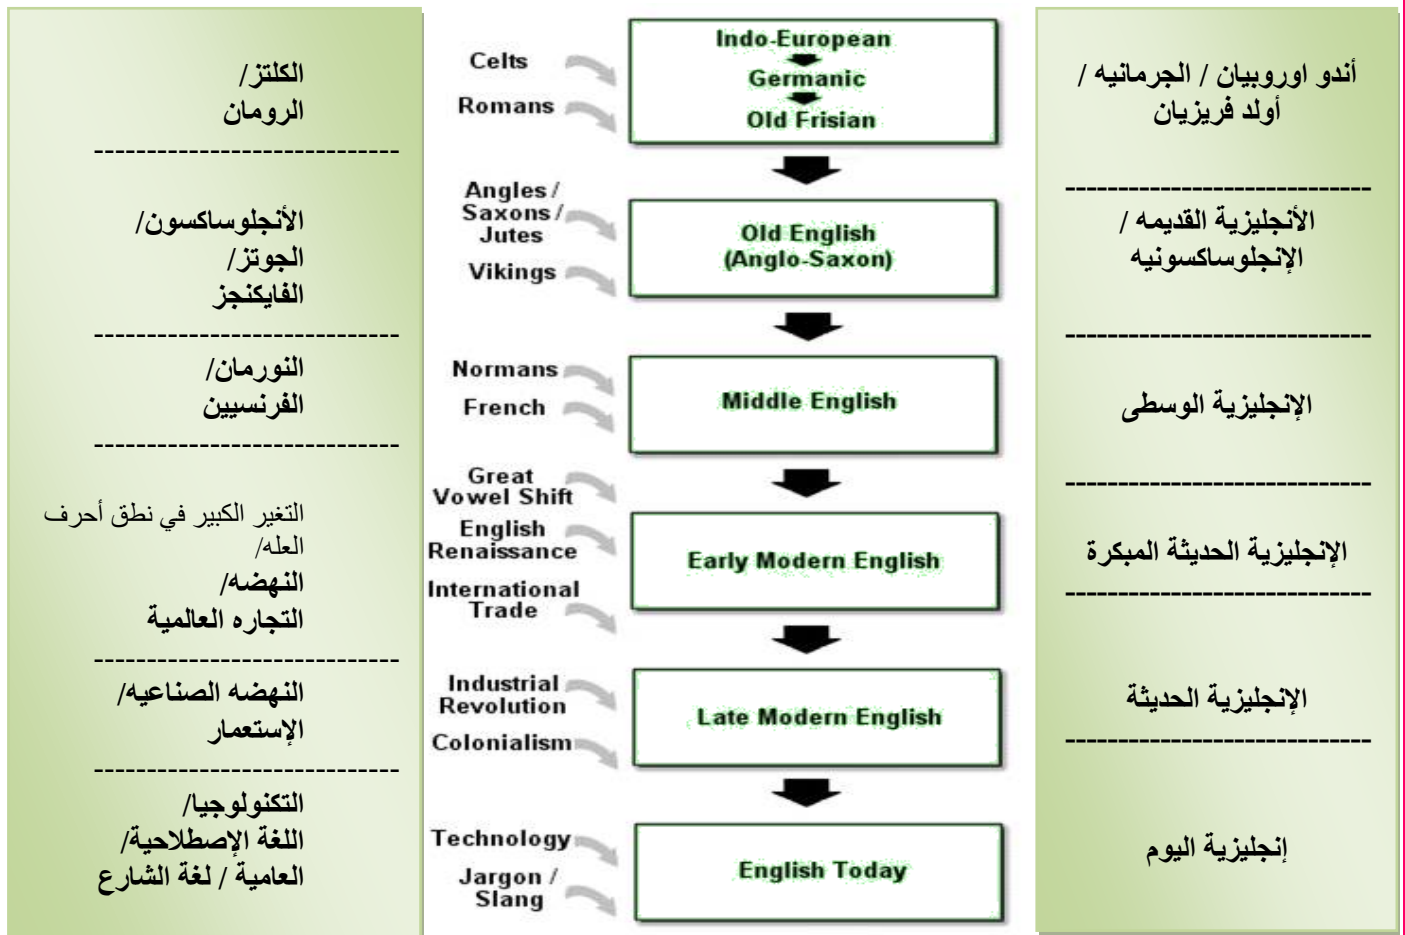 الكلتز/
الرومان
-----------------------------
الأنجلوساكسون/
الجوتز/
الفايكنجز
-----------------------------
النورمان/
الفرنسيين
-----------------------------
التغير الكبير في نطق أحرف
العله/
النهضه/
التجاره العالمية
-----------------------------
النهضه الصناعيه/
الإستعمار
-----------------------------
التكنولوجيا/
اللغة الإصطلاحية/
العامية / لغة الشارع
Celts
Romans
Indo-European
Germanic
Old Frisian
Angles /
Saxons /
Jutes
Vikings
Old English
(Anglo-Saxon)
Normans
French
Middle English
Great
Vowel Shift
English
Renaissance
International
Trade
Early Modern English
Industrial
Revolution
Colonialism
Late Modern English
Technology
Jargon /
Slang
English Today
أندو اوروبيان / الجرمانيه /
أولد فريزيان
-----------------------------
الأنجليزية القديمه /
الإنجلوساكسونيه
-----------------------------
الإنجليزية الوسطى
-----------------------------
الإنجليزية الحديثة المبكرة
-----------------------------
الإنجليزية الحديثة
-----------------------------
إنجليزية اليوم